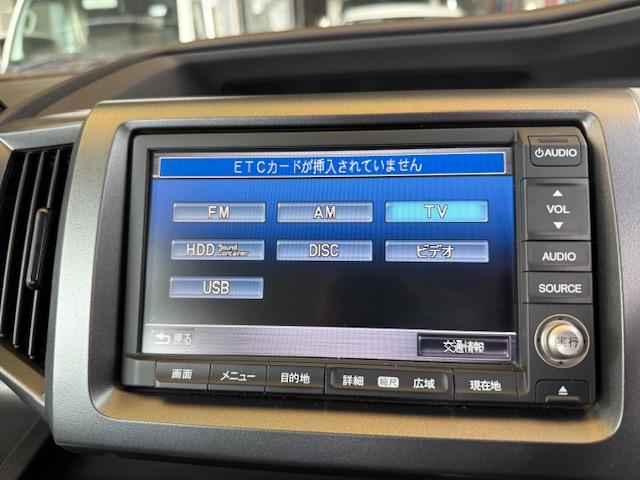 ETCカードが挿入されていません
FM AM TV
HDD Sound Container DISC ビデオ
USB
戻る 交通情報
画面 メニュー 目的地 詳細 縮尺 広域 現在地
AUDIO
VOL
AUDIO
SOURCE
実行